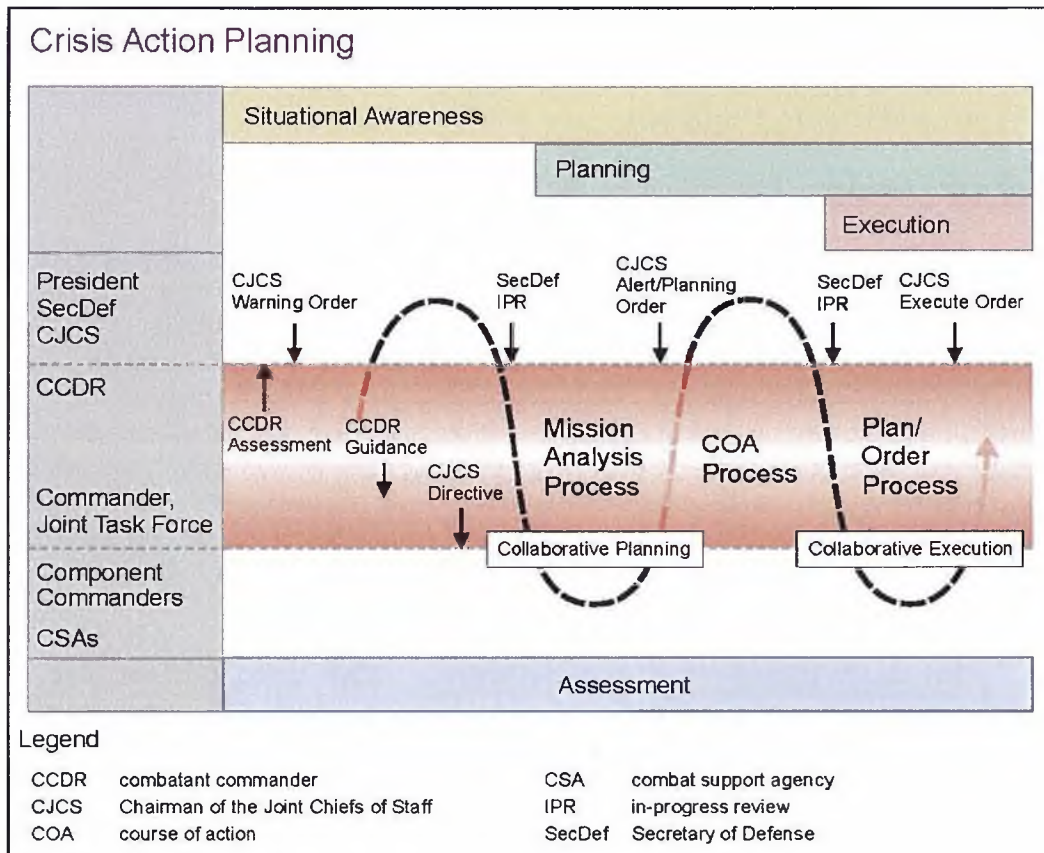 Crisis Action Planning
Situational Awareness
Planning
Execution
President
SecDef
CJCS
CJCS
Warning Order
SecDef
IPR
CJCS
Alert/Planning
Order
SecDef
IPR
CJCS
Execute Order
CCDR
CCDR
Assessment
CCDR
Guidance
CJCS
Directive
Mission
Analysis
Process
COA
Process
Plan/
Order
Process
Commander,
Joint Task Force
Collaborative Planning
Collaborative Execution
Component
Commanders
CSAs
Assessment
Legend
CCDR combatant commander
CJCS Chairman of the Joint Chiefs of Staff
COA course of action
CSA combat support agency
IPR in-progress review
SecDef Secretary of Defense